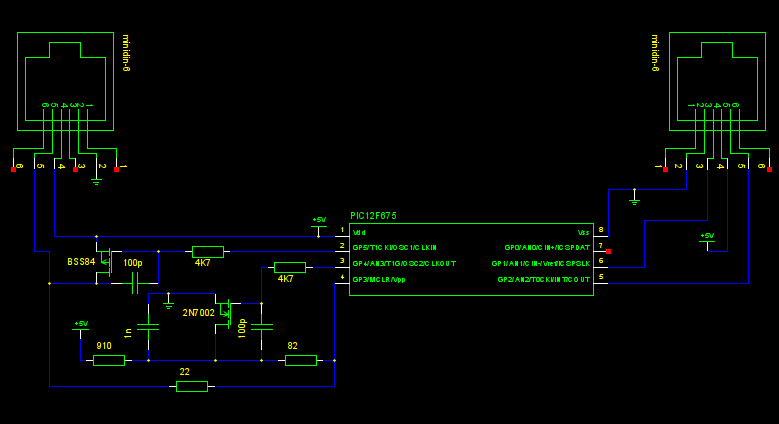 minidin-6
minidin-6
6 5 4 3 2 1
1 2 3 4 5 6
6 5 4 3 2 1
1 2 3 4 5 6
PIC12F675
+5V
1 Vdd
Vss 8
2 GP5/T1CKI/OSC1/CLKIN
GP0/AN0/CIN+/ICSPDAT 7
3 GP4/AN3/T1G/OSC2/CLKOUT
GP1/AN1/CIN-/Vref/ICSPCLK 6
4 GP3/MCLR/Vpp
GP2/AN2/T0CKI/INT/COUT 5
+5V
BSS84
100p
4K7
4K7
2N7002
+5V
1n
100p
910
82
22